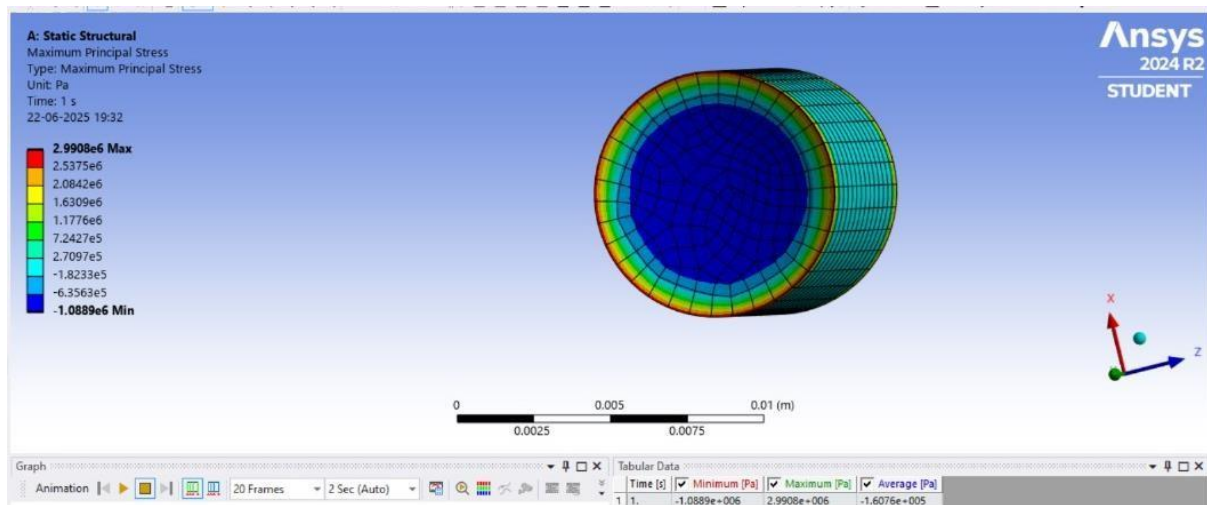 A: Static Structural
Maximum Principal Stress
Type: Maximum Principal Stress
Unit: Pa
Time: 1 s
22-06-2025 19:32
Ansys
2024 R2
STUDENT
2.9908e6 Max
2.5375e6
2.0842e6
1.6309e6
1.1776e6
7.2427e5
2.7097e5
-1.8233e5
-6.3563e5
-1.0889e6 Min
X
Z
0 0.005 0.01 (m)
0.0025 0.0075
Graph
Tabular Data
Animation 20 Frames 2 Sec (Auto)
Time [s] Minimum [Pa] Maximum [Pa] Average [Pa]
1 1. -1.0889e+006 2.9908e+006 -1.6076e+005